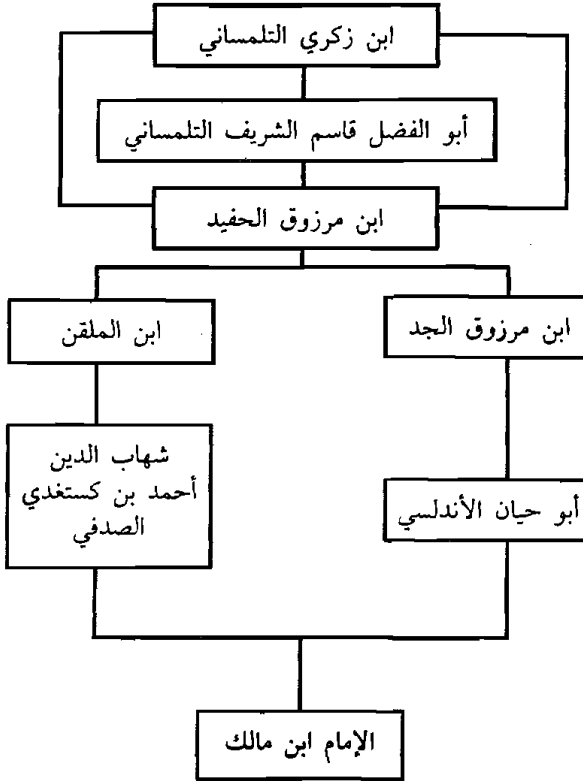 ابن زكري التلمساني
أبو الفضل قاسم الشريف التلمساني
ابن مرزوق الحفيد
ابن مرزوق الجد
ابن الملقن
أبو حيان الأندلسي
شهاب الدين
أحمد بن كستغدي
الصدفي
الإمام ابن مالك